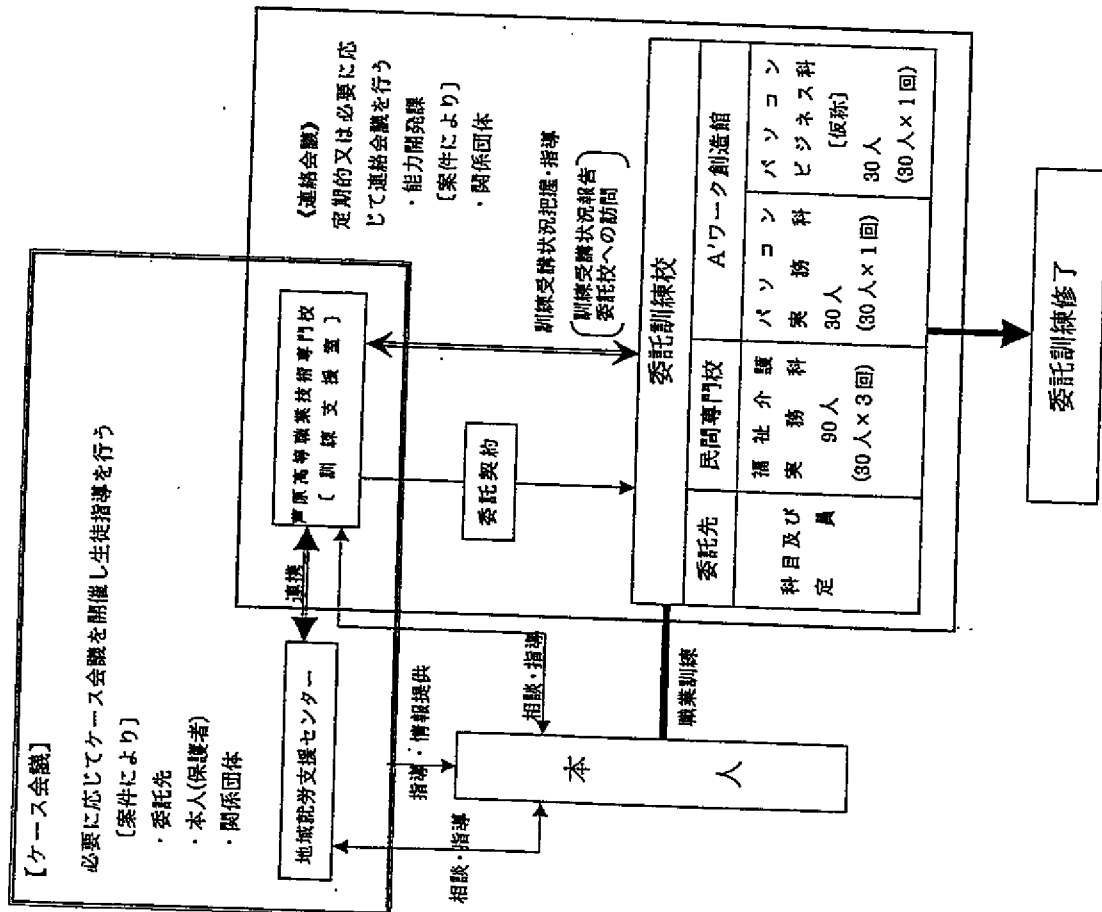 [ケース会議]
必要に応じてケース会議を開催し生徒指導を行う
[案件により]
・委託先
・本人(保護者)
・関係団体
地域就労支援センター
連携
芦原高等職業技術専門校
[訓練支援室]
《連絡会議》
定期的又は必要に応
じて連絡会議を行う
・能力開発課
[案件により]
・関係団体
相談・指導
指導・情報提供
相談・指導
委託契約
訓練受講状況把握・指導
(訓練受講状況報告
委託校への訪問)
本人
職業訓練
委託訓練校
委託先 民間専門校 A'ワーク創造館
科目及び定員
福祉介護
実務科
90人
(30人×3回)
パソコン
実務科
30人
(30人×1回)
パソコン
ビジネス科
[仮称]
30人
(30人×1回)
委託訓練修了